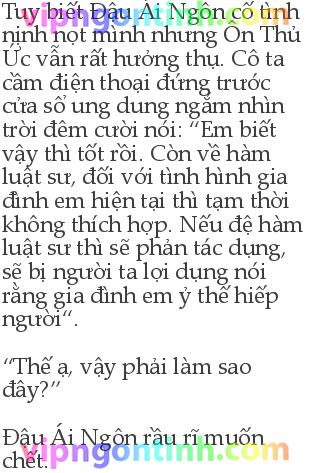 Tuy biết Đậu Ái Ngôn cố tình
nịnh nọt mình nhưng Ôn Thủ
Ức vẫn rất hưởng thụ. Cô ta
cầm điện thoại đứng trước
cửa sổ ung dung ngắm nhìn
trời đêm cười nói: “Em biết
vậy thì tốt rồi. Còn về hàm
luật sư, đối với tình hình gia
đình em hiện tại thì tạm thời
không thích hợp. Nếu đệ hàm
luật sư thì sẽ phản tác dụng,
sẽ bị người ta lợi dụng nói
rằng gia đình em ỷ thế hiếp
người“.
“Thế ạ, vậy phải làm sao
đây?”
Đậu Ái Ngôn rầu rĩ muốn
chết.
vipngontinh.com
vipngontinh.com